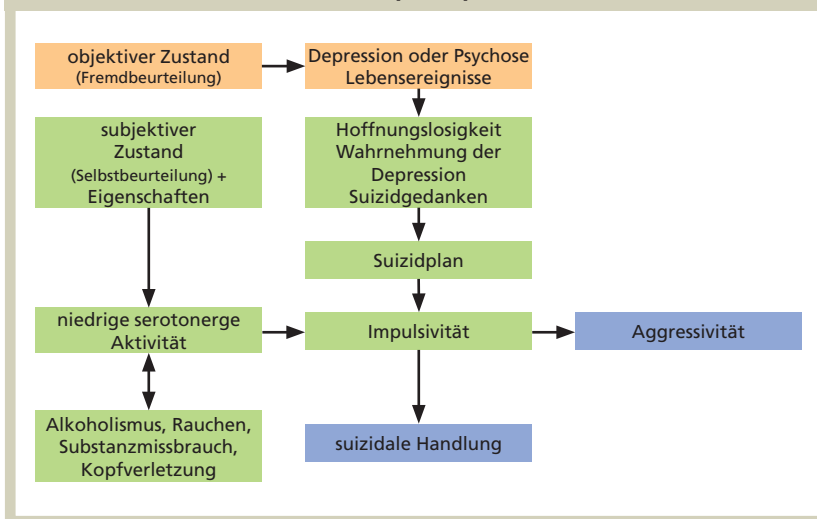 objektiver Zustand
(Fremdbeurteilung)
Depression oder Psychose
Lebensereignisse
subjektiver
Zustand
(Selbstbeurteilung) +
Eigenschaften
Hoffnungslosigkeit
Wahrnehmung der
Depression
Suizidgedanken
Suizidplan
niedrige serotonerge
Aktivität
Impulsivität
Aggressivität
Alkoholismus, Rauchen,
Substanzmissbrauch,
Kopfverletzung
suizidale Handlung